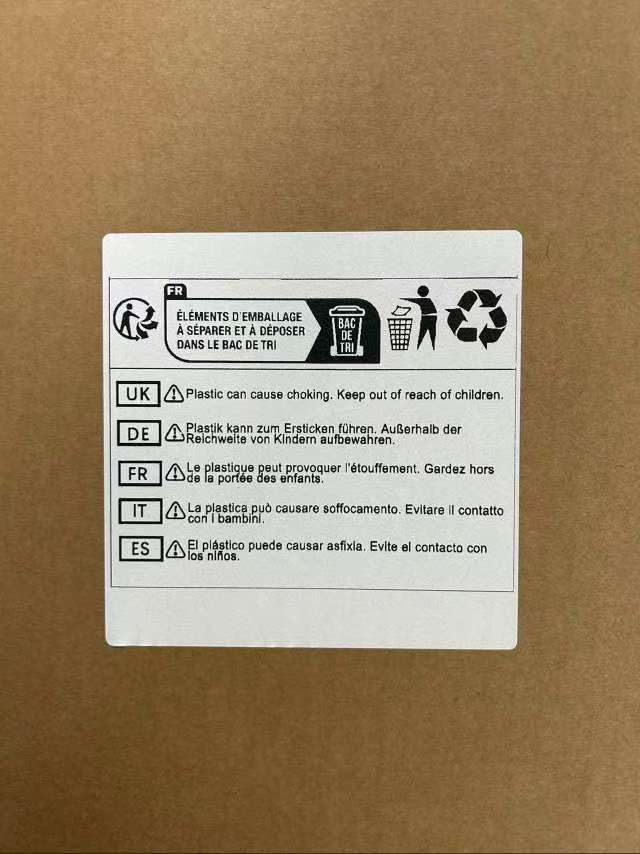 FR
ÉLÉMENTS D'EMBALLAGE
À SÉPARER ET À DÉPOSER
DANS LE BAC DE TRI
BAC
DE
TRI
UK Plastic can cause choking. Keep out of reach of children.
DE Plastik kann zum Ersticken führen. Außerhalb der
Reichweite von Kindern aufbewahren.
FR Le plastique peut provoquer l'étouffement. Gardez hors
de la portée des enfants.
IT La plastica può causare soffocamento. Evitare il contatto
con i bambini.
ES El plástico puede causar asfixia. Evite el contacto con
los niños.